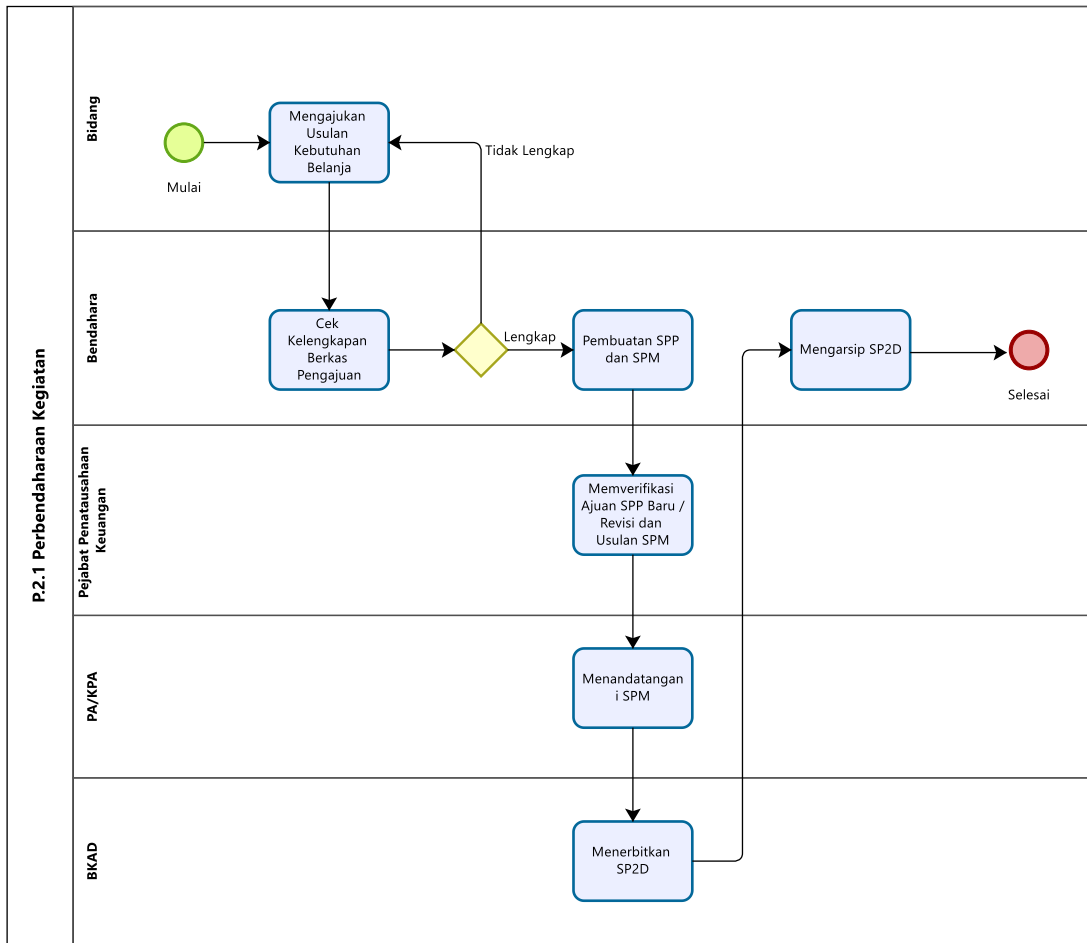 P.2.1 Perbendaharaan Kegiatan
Bidang
Mulai
Mengajukan
Usulan
Kebutuhan
Belanja
Tidak Lengkap
Bendahara
Cek
Kelengkapan
Berkas
Pengajuan
Lengkap
Pembuatan SPP
dan SPM
Mengarsip SP2D
Selesai
Pejabat Penatausahaan
Keuangan
Memverifikasi
Ajuan SPP Baru /
Revisi dan
Usulan SPM
PA/KPA
Menandatangan
i SPM
BKAD
Menerbitkan
SP2D